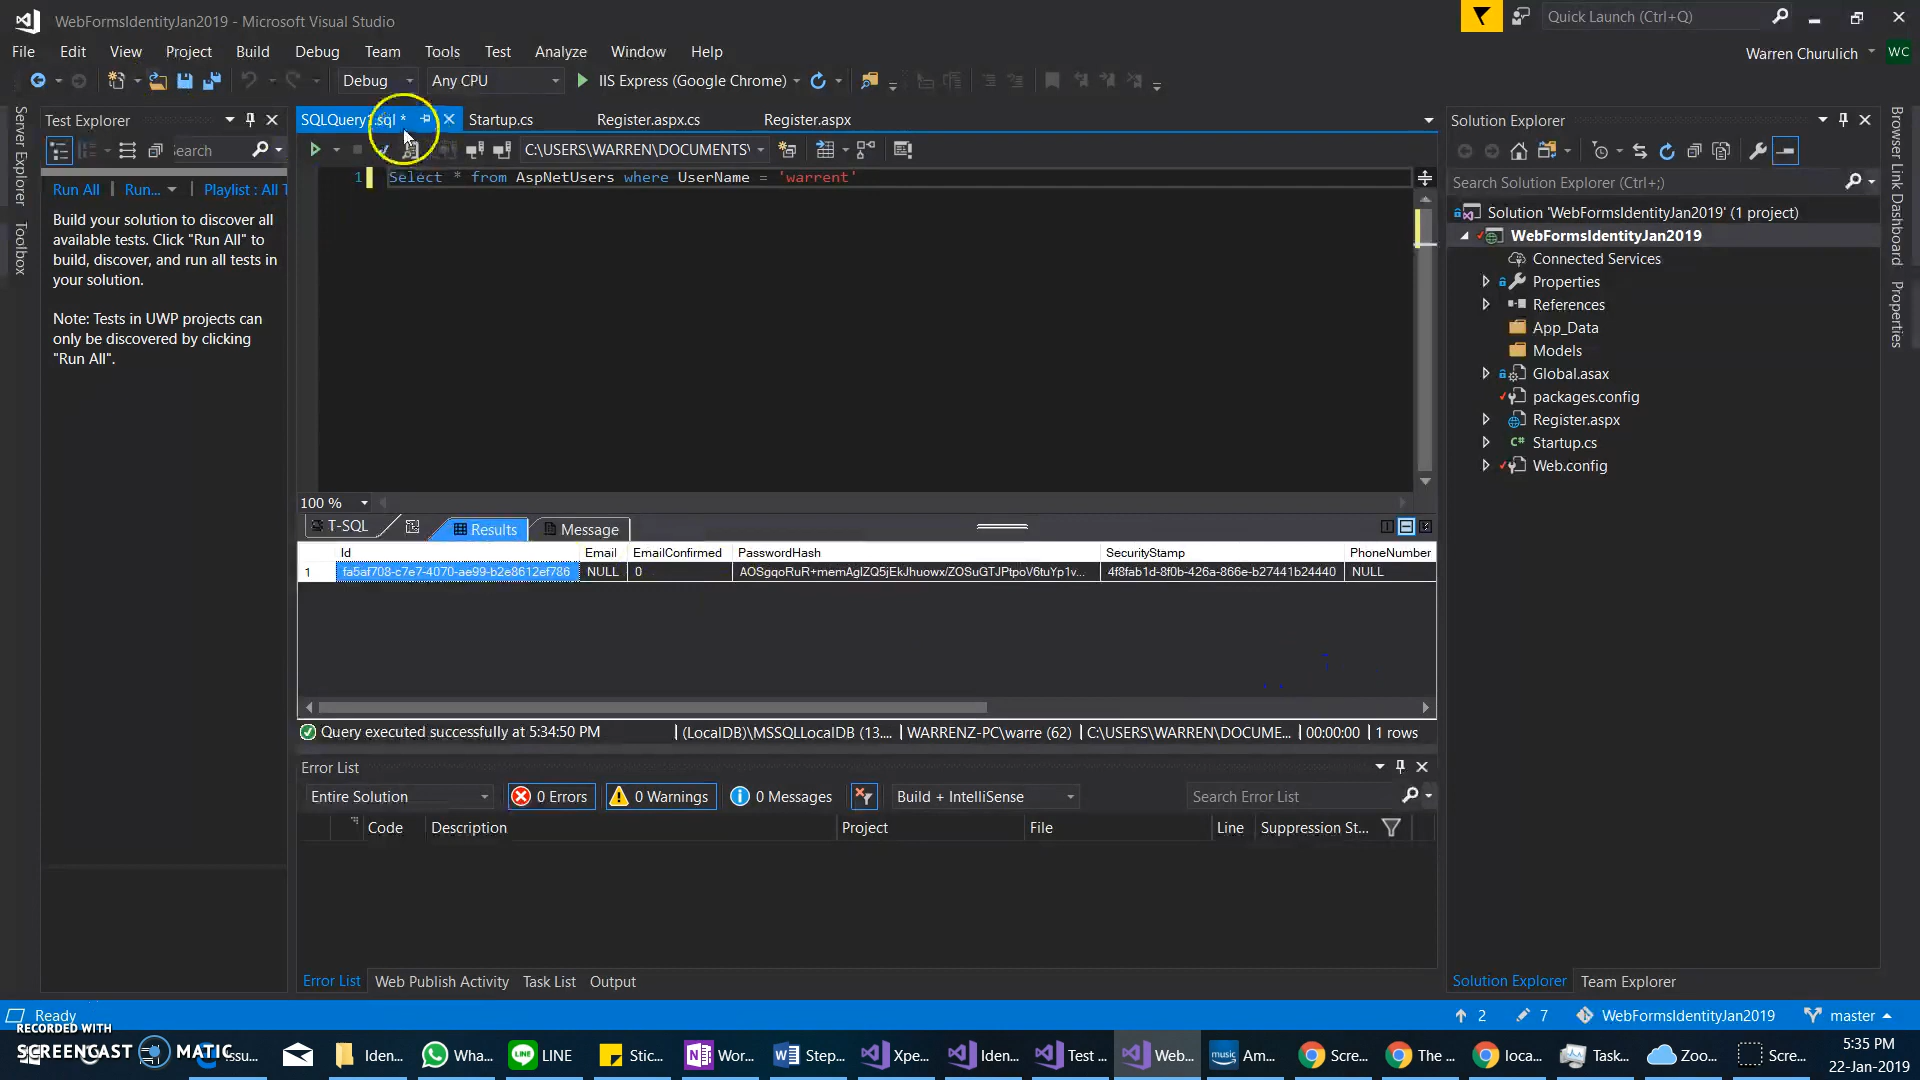 WebFormsIdentityJan2019 - Microsoft Visual Studio
Quick Launch (Ctrl+Q)
File Edit View Project Build Debug Team Tools Test Analyze Window Help
Warren Churulich WC
Debug Any CPU IIS Express (Google Chrome)
Server Explorer
Toolbox
Test Explorer
Search
Run All Run... Playlist : All T
Build your solution to discover all
available tests. Click "Run All" to
build, discover, and run all tests in
your solution.
Note: Tests in UWP projects can
only be discovered by clicking
"Run All".
SQLQuery1.sql * Startup.cs Register.aspx.cs Register.aspx
C:\USERS\WARREN\DOCUMENTS\
1 Select * from AspNetUsers where UserName = 'warrent'
100 %
T-SQL Results Message
Id Email EmailConfirmed PasswordHash SecurityStamp PhoneNumber
1 fa5af708-c7e7-4070-ae99-b2e8612ef786 NULL 0 AOSgqoRuR+memAglZQ5jEkJhuowx/ZOSuGTJPtpoV6tuYp1v... 4f8fab1d-8f0b-426a-866e-b27441b24440 NULL
Query executed successfully at 5:34:50 PM (LocalDB)\MSSQLLocalDB (13.... WARRENZ-PC\warre (62) C:\USERS\WARREN\DOCUME... 00:00:00 1 rows
Error List
Entire Solution 0 Errors 0 Warnings 0 Messages Build + IntelliSense Search Error List
Code Description Project File Line Suppression St...
Error List Web Publish Activity Task List Output
Solution Explorer
Search Solution Explorer (Ctrl+;)
Solution 'WebFormsIdentityJan2019' (1 project)
WebFormsIdentityJan2019
Connected Services
Properties
References
App_Data
Models
Global.asax
packages.config
Register.aspx
C# Startup.cs
Web.config
Solution Explorer Team Explorer
Browser Link Dashboard
Properties
Ready 2 7 WebFormsIdentityJan2019 master
RECORDED WITH
SCREENCAST MATIC
Issu... Iden... Wha... LINE Stic... Wor... Step... Xpe... Iden... Test ... Web... music Am... Scre... The ... loca... Task... Zoo... Scre...
5:35 PM
22-Jan-2019